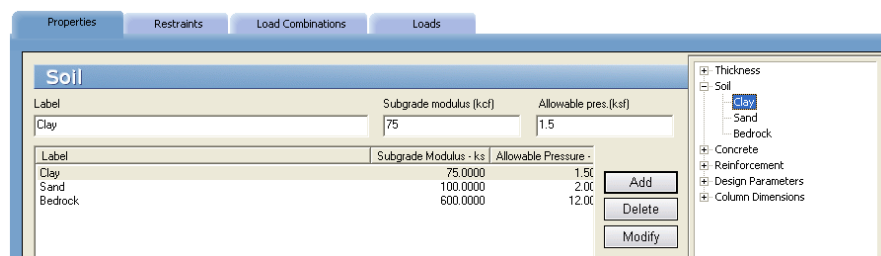 Properties Restraints Load Combinations Loads
Soil
Label Subgrade modulus (kcf) Allowable pres.(ksf)
Clay 75 1.5
Label Subgrade Modulus - ks Allowable Pressure -
Clay 75.0000 1.50
Sand 100.0000 2.00
Bedrock 600.0000 12.00
Add
Delete
Modify
Thickness
Soil
Clay
Sand
Bedrock
Concrete
Reinforcement
Design Parameters
Column Dimensions